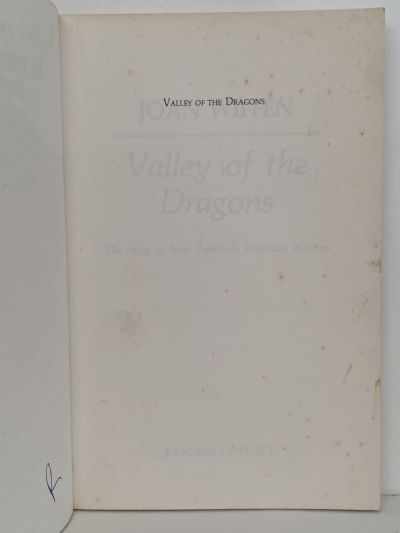 VALLEY OF THE DRAGONS
JOAN WIFFEN
Valley of the
Dragons
The story of New Zealand's Dinosaur Woman
RANDOM CENTURY